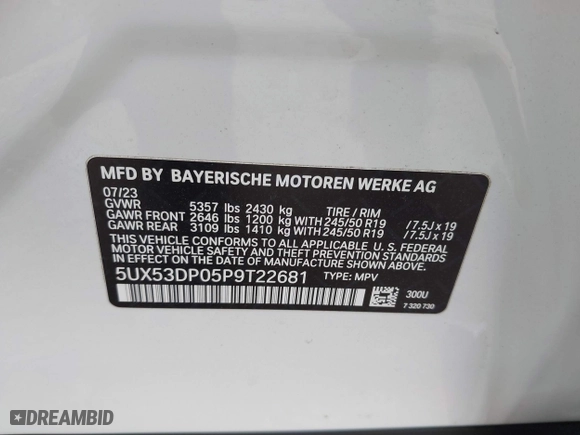 MFD BY BAYERISCHE MOTOREN WERKE AG
07/23
GVWR 5357 lbs 2430 kg TIRE / RIM
GAWR FRONT 2646 lbs 1200 kg WITH 245/50 R19 / 7.5J x 19
GAWR REAR 3109 lbs 1410 kg WITH 245/50 R19 / 7.5J x 19
THIS VEHICLE CONFORMS TO ALL APPLICABLE U. S. FEDERAL
MOTOR VEHICLE SAFETY AND THEFT PREVENTION STANDARDS
IN EFFECT ON THE DATE OF MANUFACTURE SHOWN ABOVE.
5UX53DP05P9T22681 TYPE: MPV
300U
7 320 730
DREAMBID